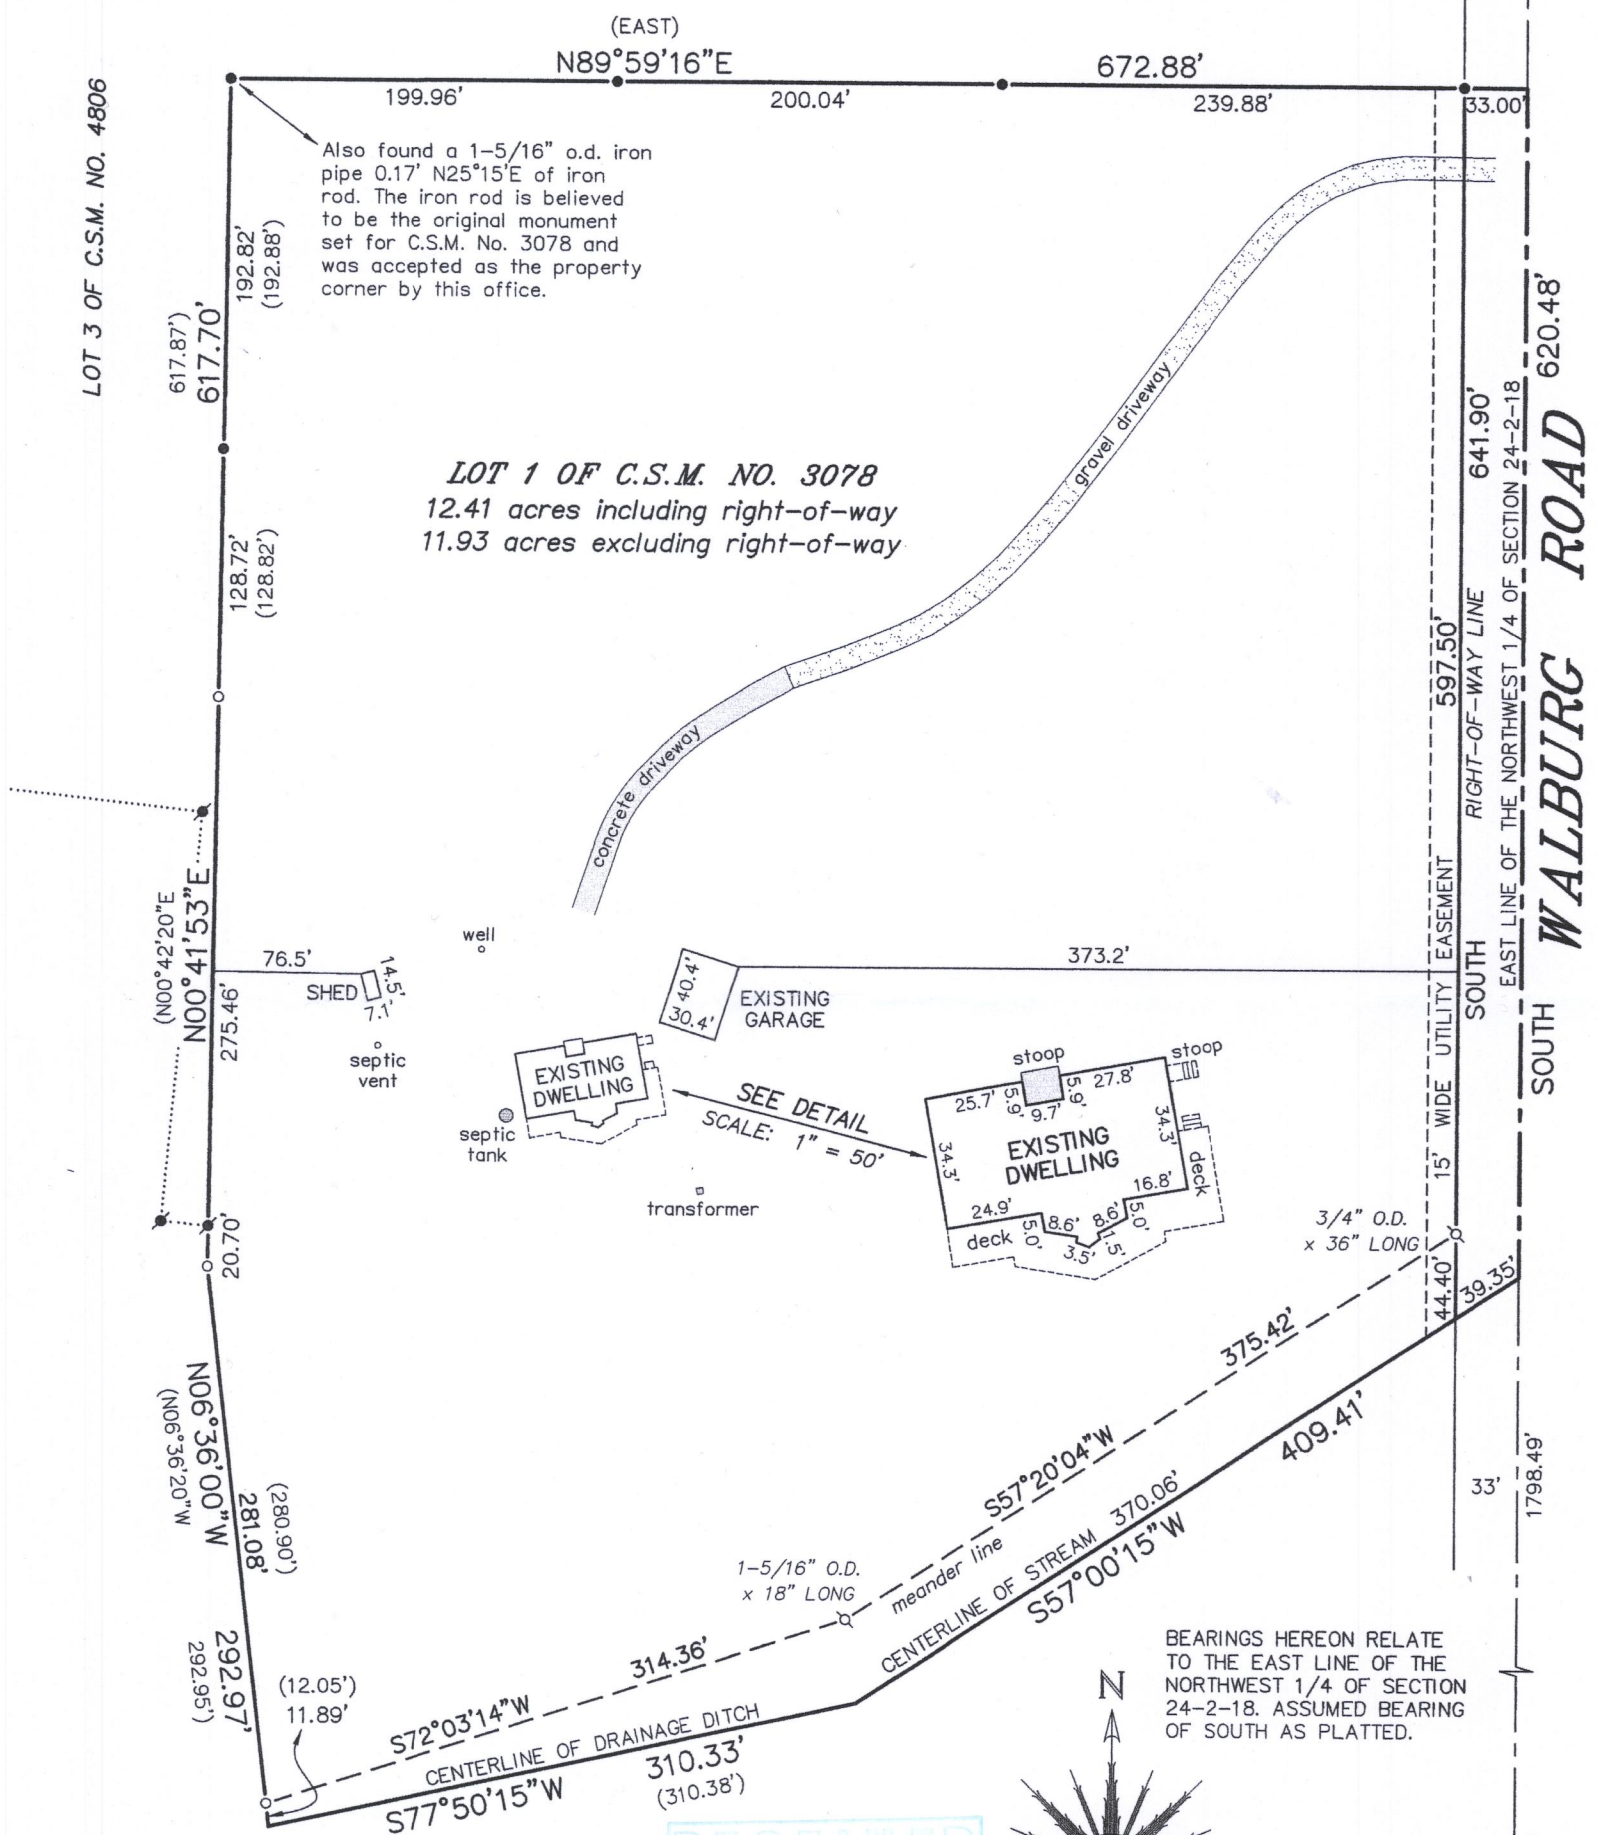 (EAST)
N89°59'16"E
672.88'
199.96'
200.04'
239.88'
33.00'
LOT 3 OF C.S.M. NO. 4806
Also found a 1-5/16" o.d. iron
pipe 0.17' N25°15'E of iron
rod. The iron rod is believed
to be the original monument
set for C.S.M. No. 3078 and
was accepted as the property
corner by this office.
192.82'
(192.88')
(617.87')
617.70'
128.72'
(128.82')
LOT 1 OF C.S.M. NO. 3078
12.41 acres including right-of-way
11.93 acres excluding right-of-way
gravel driveway
concrete driveway
620.48'
641.90'
597.50'
RIGHT-OF-WAY LINE
EAST LINE OF THE NORTHWEST 1/4 OF SECTION 24-2-18
SOUTH
SOUTH
WALBURG ROAD
15' WIDE UTILITY EASEMENT
(N00°42'20"E
N00°41'53"E
275.46'
20.70'
76.5'
SHED
14.5'
7.1'
well
septic
vent
septic
tank
40.4'
30.4'
EXISTING
GARAGE
373.2'
EXISTING
DWELLING
SEE DETAIL
SCALE: 1" = 50'
transformer
stoop
stoop
25.7'
5.9'
9.7'
5.9'
27.8'
34.3'
34.3'
EXISTING
DWELLING
24.9'
5.0'
8.6'
3.5'
1.5'
8.6'
5.0'
16.8'
deck
deck
3/4" O.D.
x 36" LONG
44.40'
39.35'
375.42'
S57°20'04"W
meander line
409.41'
CENTERLINE OF STREAM 370.06'
S57°00'15"W
33'
1798.49'
N06°36'00"W
(N06°36'20"W
281.08'
(280.90')
292.97'
292.95')
(12.05')
11.89'
1-5/16" O.D.
x 18" LONG
314.36'
S72°03'14"W
CENTERLINE OF DRAINAGE DITCH
310.33'
(310.38')
S77°50'15"W
BEARINGS HEREON RELATE
TO THE EAST LINE OF THE
NORTHWEST 1/4 OF SECTION
24-2-18. ASSUMED BEARING
OF SOUTH AS PLATTED.
N